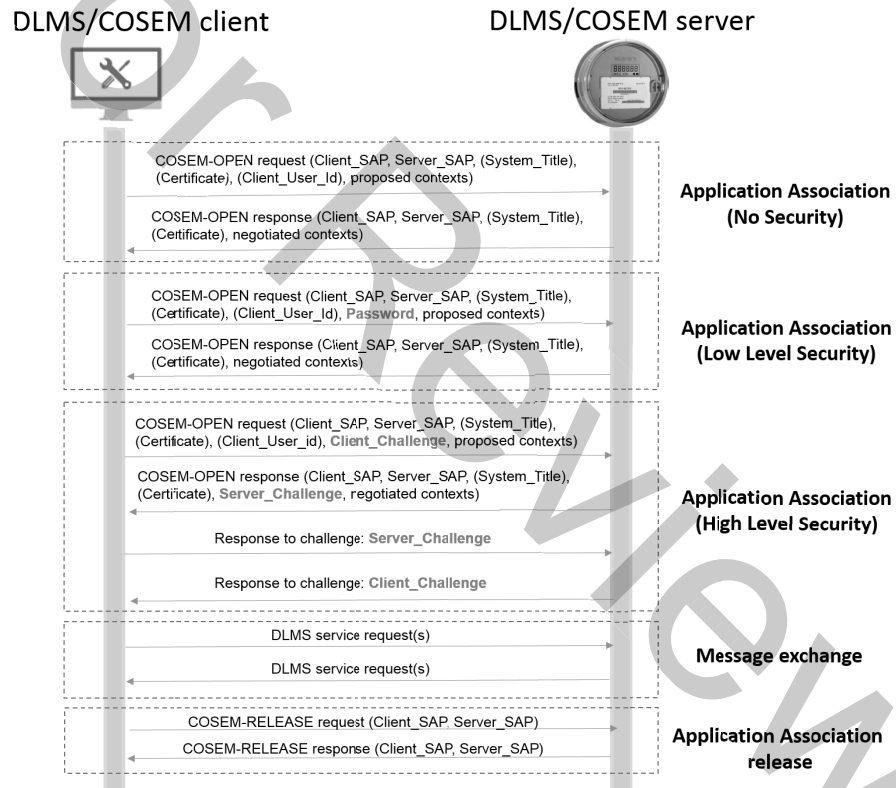 DLMS/COSEM client
DLMS/COSEM server
COSEM-OPEN request (Client_SAP, Server_SAP, (System_Title),
(Certificate), (Client_User_Id), proposed contexts)
COSEM-OPEN response (Client_SAP, Server_SAP, (System_Title),
(Certificate), negotiated contexts)
Application Association
(No Security)
COSEM-OPEN request (Client_SAP, Server_SAP, (System_Title),
(Certificate), (Client_User_Id), Password, proposed contexts)
COSEM-OPEN response (Client_SAP, Server_SAP, (System_Title),
(Certificate), negotiated contexts)
Application Association
(Low Level Security)
COSEM-OPEN request (Client_SAP, Server_SAP, (System_Title),
(Certificate), (Client_User_id), Client_Challenge, proposed contexts)
COSEM-OPEN response (Client_SAP, Server_SAP, (System_Title),
(Certificate), Server_Challenge, negotiated contexts)
Response to challenge: Server_Challenge
Response to challenge: Client_Challenge
Application Association
(High Level Security)
DLMS service request(s)
DLMS service request(s)
Message exchange
COSEM-RELEASE request (Client_SAP, Server_SAP)
COSEM-RELEASE response (Client_SAP, Server_SAP)
Application Association
release
or Review